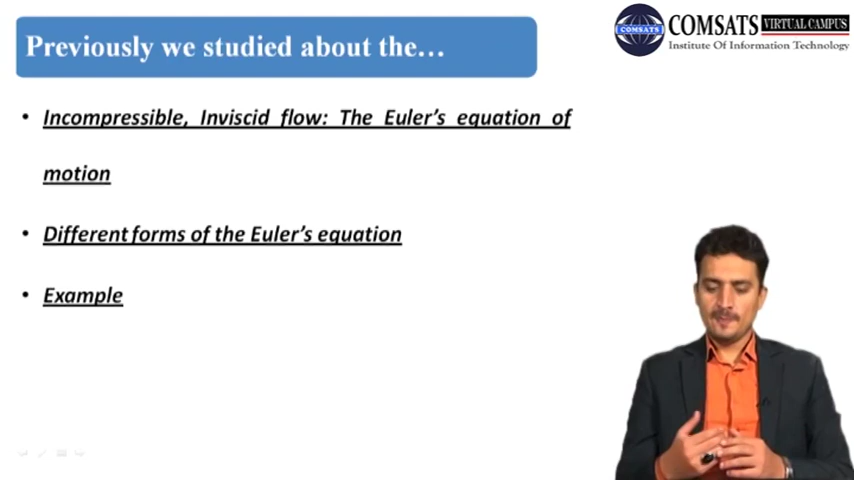 Previously we studied about the...
COMSATS VIRTUAL CAMPUS
COMSATS
Institute Of Information Technology
• Incompressible, Inviscid flow: The Euler's equation of
motion
• Different forms of the Euler's equation
• Example